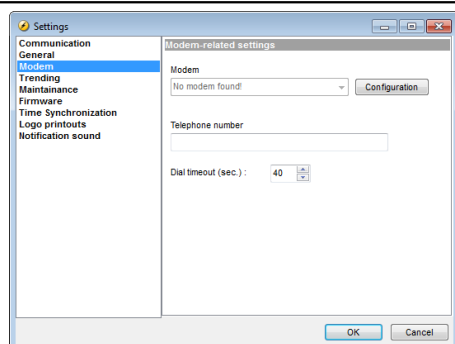 Settings
Communication
General
Modem
Trending
Maintainance
Firmware
Time Synchronization
Logo printouts
Notification sound
Modem-related settings
Modem
No modem found!
Configuration
Telephone number
Dial timeout (sec.) : 40
OK Cancel